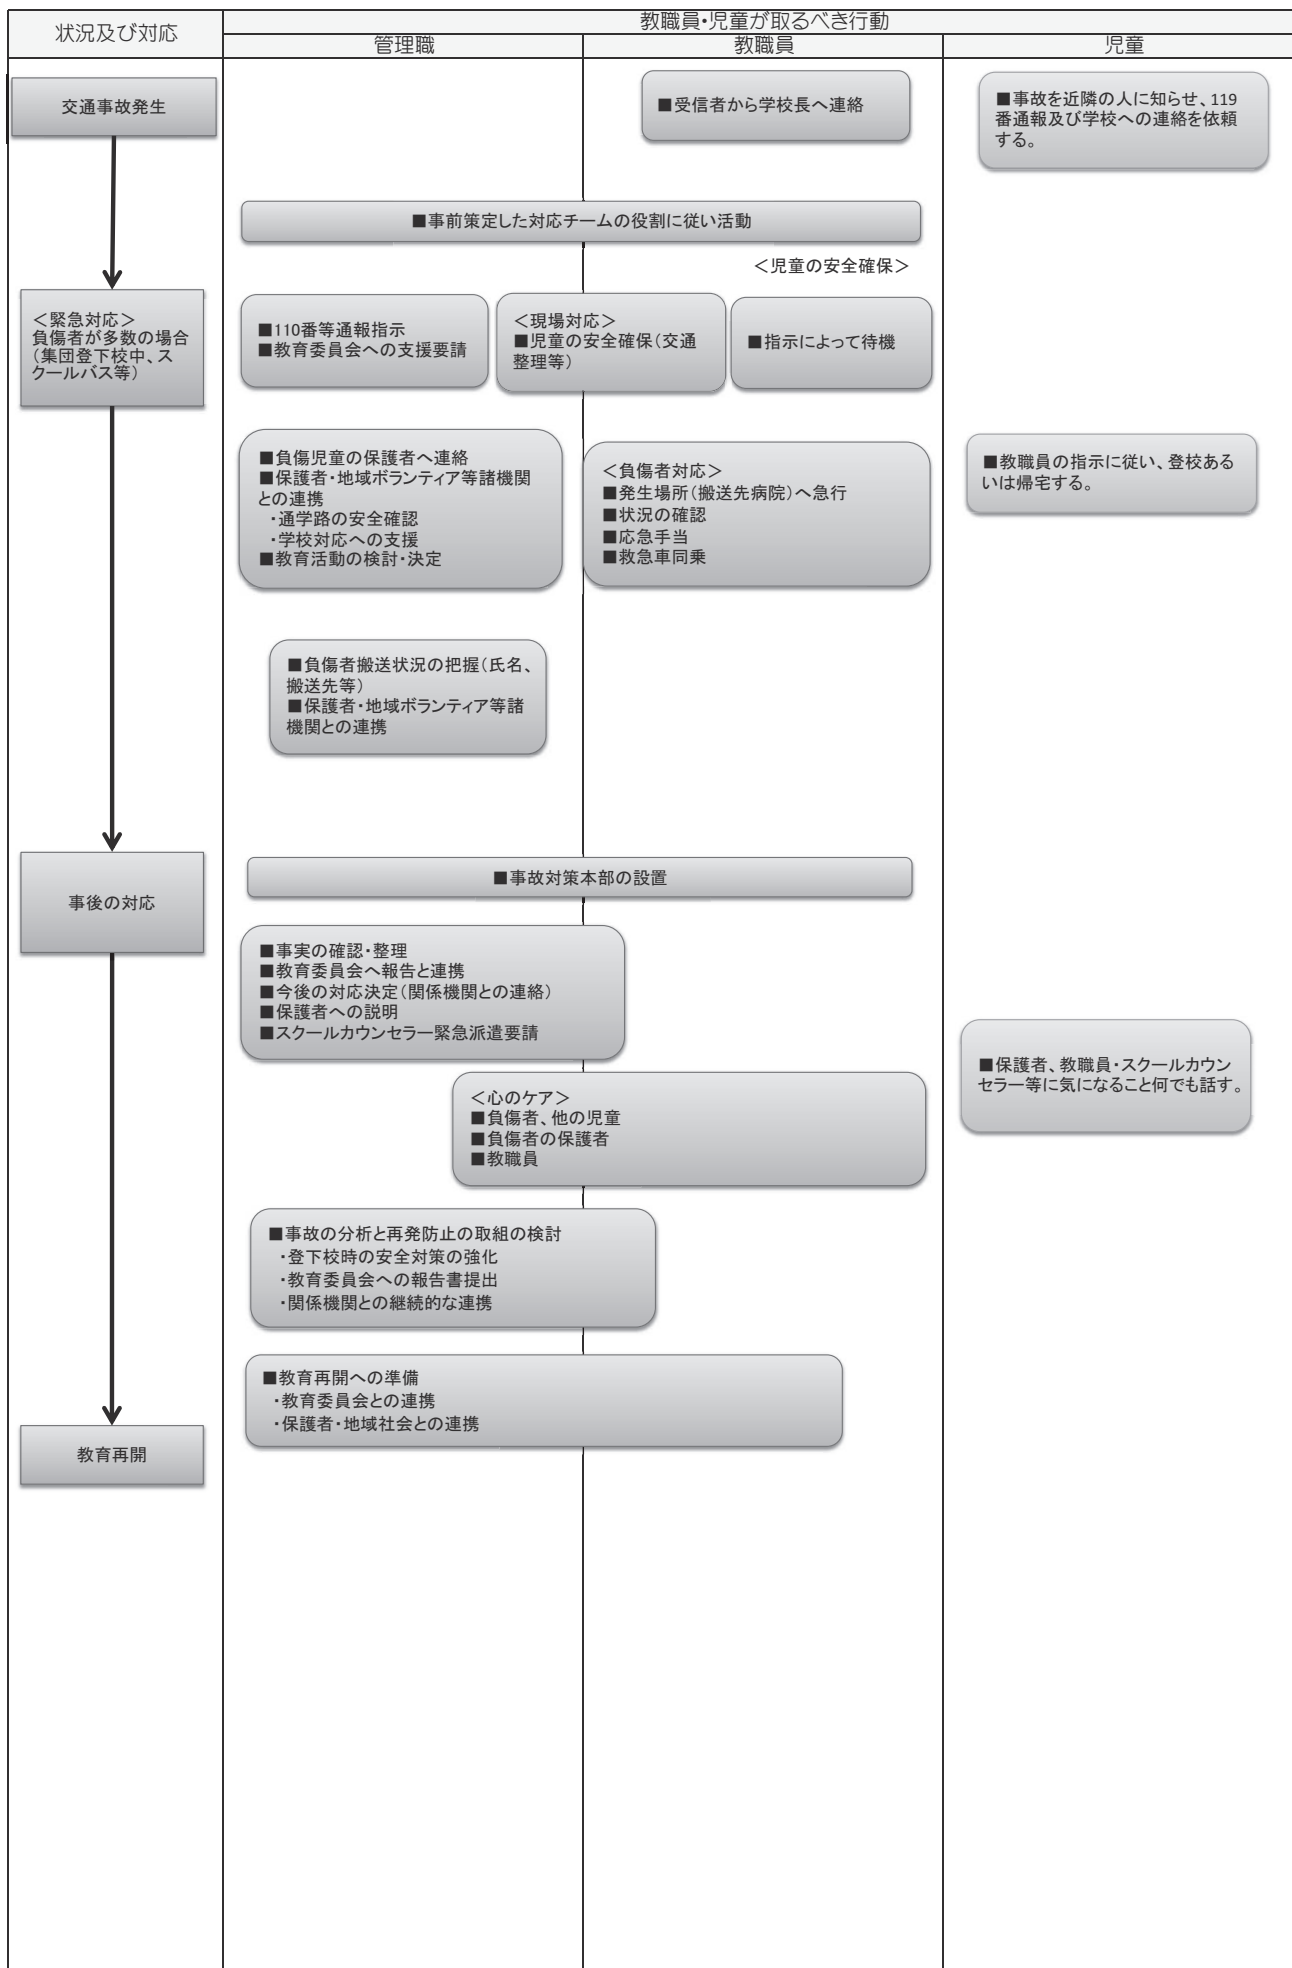 状況及び対応
教職員・児童が取るべき行動
管理職
教職員
児童
交通事故発生
■受信者から学校長へ連絡
■事故を近隣の人に知らせ、119
番通報及び学校への連絡を依頼
する。
■事前策定した対応チームの役割に従い活動
＜児童の安全確保＞
＜緊急対応＞
負傷者が多数の場合
（集団登下校中、ス
クールバス等）
■110番等通報指示
■教育委員会への支援要請
＜現場対応＞
■児童の安全確保（交通
整理等）
■指示によって待機
■負傷児童の保護者へ連絡
■保護者・地域ボランティア等諸機関
との連携
・通学路の安全確認
・学校対応への支援
■教育活動の検討・決定
＜負傷者対応＞
■発生場所（搬送先病院）へ急行
■状況の確認
■応急手当
■救急車同乗
■教職員の指示に従い、登校ある
いは帰宅する。
■負傷者搬送状況の把握（氏名、
搬送先等）
■保護者・地域ボランティア等諸
機関との連携
事後の対応
■事故対策本部の設置
■事実の確認・整理
■教育委員会へ報告と連携
■今後の対応決定（関係機関との連絡）
■保護者への説明
■スクールカウンセラー緊急派遣要請
■保護者、教職員・スクールカウン
セラー等に気になること何でも話す。
＜心のケア＞
■負傷者、他の児童
■負傷者の保護者
■教職員
■事故の分析と再発防止の取組の検討
・登下校時の安全対策の強化
・教育委員会への報告書提出
・関係機関との継続的な連携
■教育再開への準備
・教育委員会との連携
・保護者・地域社会との連携
教育再開